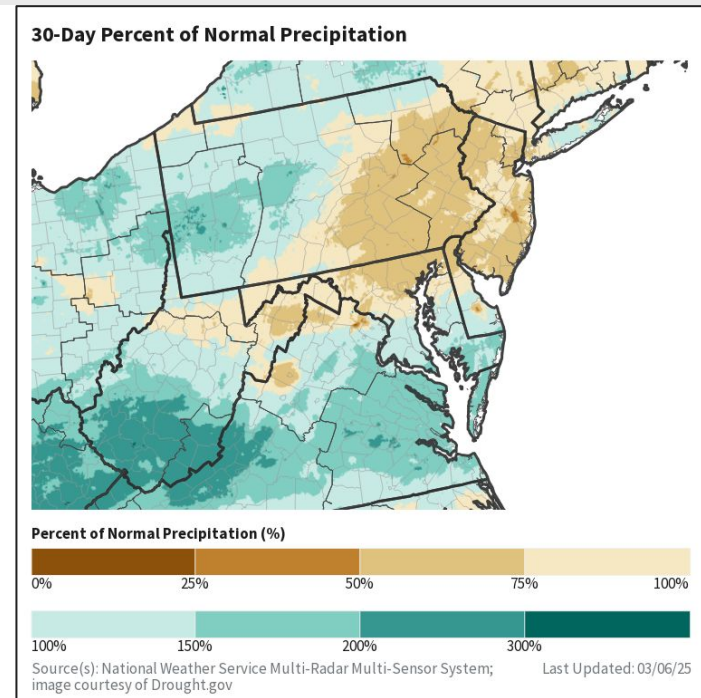 30-Day Percent of Normal Precipitation
Percent of Normal Precipitation (%)
0% 25% 50% 75% 100%
100% 150% 200% 300%
Source(s): National Weather Service Multi-Radar Multi-Sensor System; Last Updated: 03/06/25
image courtesy of Drought.gov